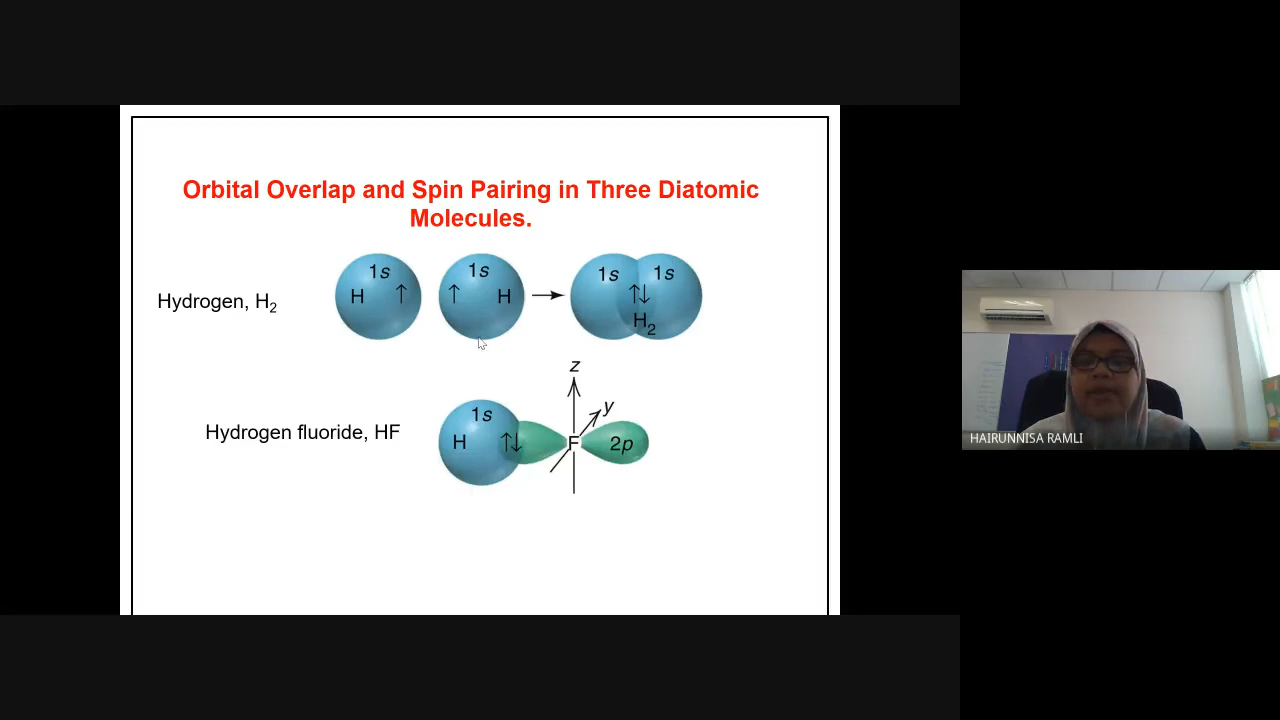 Orbital Overlap and Spin Pairing in Three Diatomic
Molecules.
Hydrogen, H₂
1s
H ↑
1s
↑ H
1s 1s
↑↓
H₂
Hydrogen fluoride, HF
z
y
1s
H ↑↓ F 2p
HAIRUNNISA RAMLI